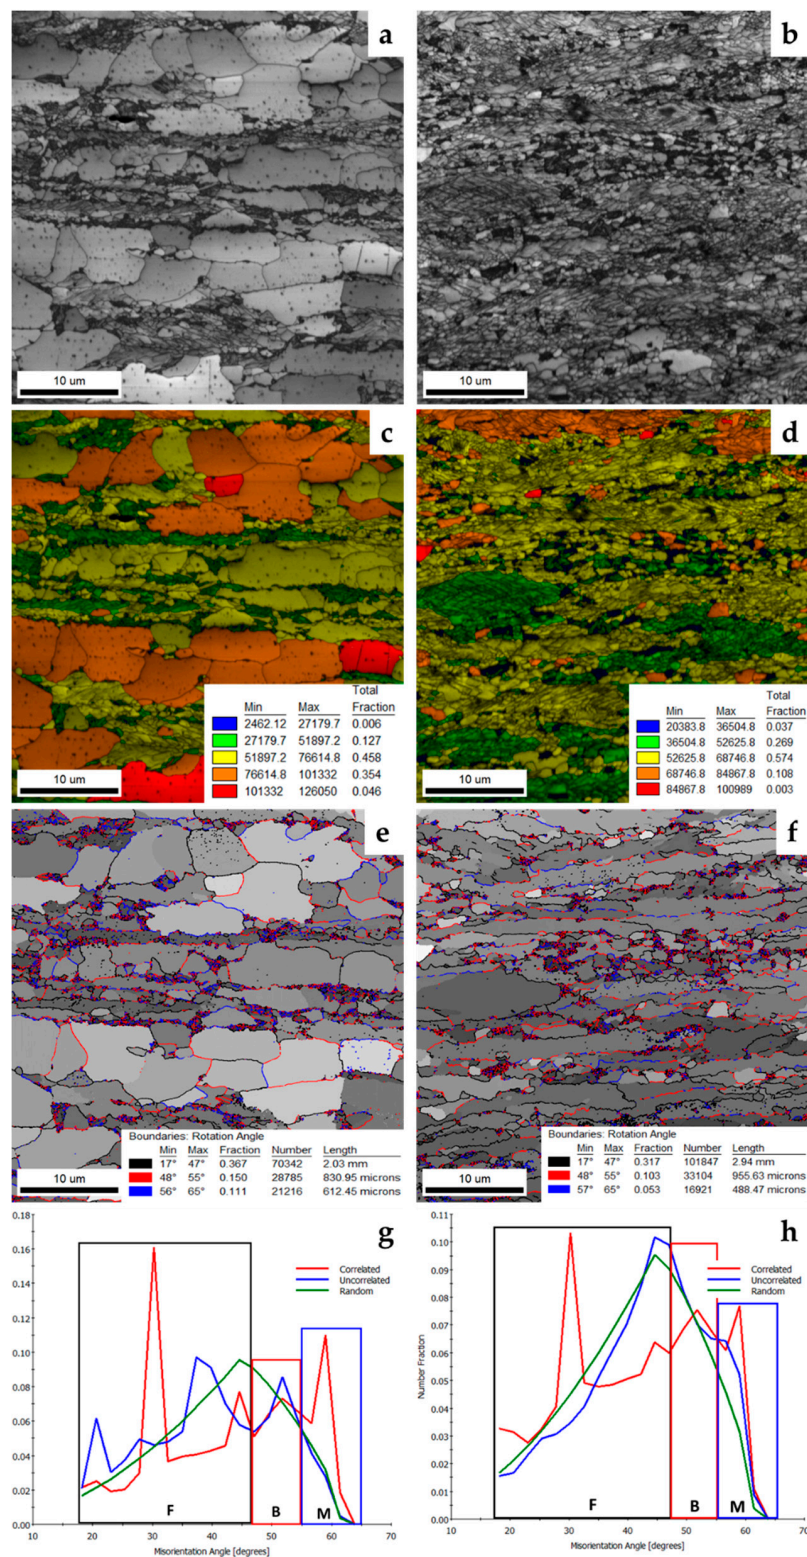 a
b
10 um
10 um
c
d
Total
Min Max Fraction
2462.12 27179.7 0.006
27179.7 51897.2 0.127
51897.2 76614.8 0.458
76614.8 101332 0.354
101332 126050 0.046
10 um
Total
Min Max Fraction
20383.8 36504.8 0.037
36504.8 52625.8 0.269
52625.8 68746.8 0.574
68746.8 84867.8 0.108
84867.8 100989 0.003
10 um
e
f
Boundaries: Rotation Angle
Min Max Fraction Number Length
17° 47° 0.367 70342 2.03 mm
48° 55° 0.150 28785 830.95 microns
56° 65° 0.111 21216 612.45 microns
10 um
Boundaries: Rotation Angle
Min Max Fraction Number Length
17° 47° 0.317 101847 2.94 mm
48° 55° 0.103 33104 955.63 microns
57° 65° 0.053 16921 488.47 microns
10 um
g
0.18
0.16
0.14
0.12
0.10
0.08
0.06
0.04
0.02
0.00
Correlated
Uncorrelated
Random
F
B
M
10 20 30 40 50 60 70
Misorientation Angle [degrees]
h
0.11
0.10
0.09
0.08
0.07
0.06
0.05
0.04
0.03
0.02
0.01
0.00
Number Fraction
Correlated
Uncorrelated
Random
F
B
M
10 20 30 40 50 60 70
Misorientation Angle [degrees]